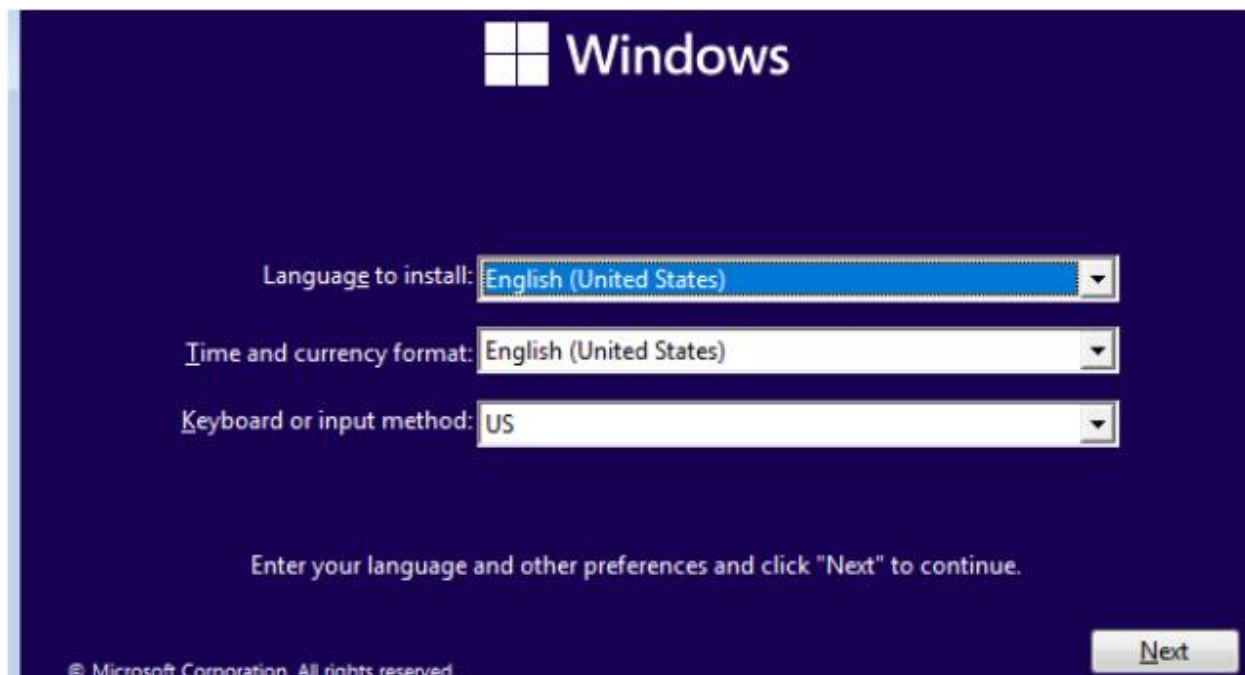 Windows
Language to install: English (United States)
Time and currency format: English (United States)
Keyboard or input method: US
Enter your language and other preferences and click "Next" to continue.
Next
© Microsoft Corporation. All rights reserved.